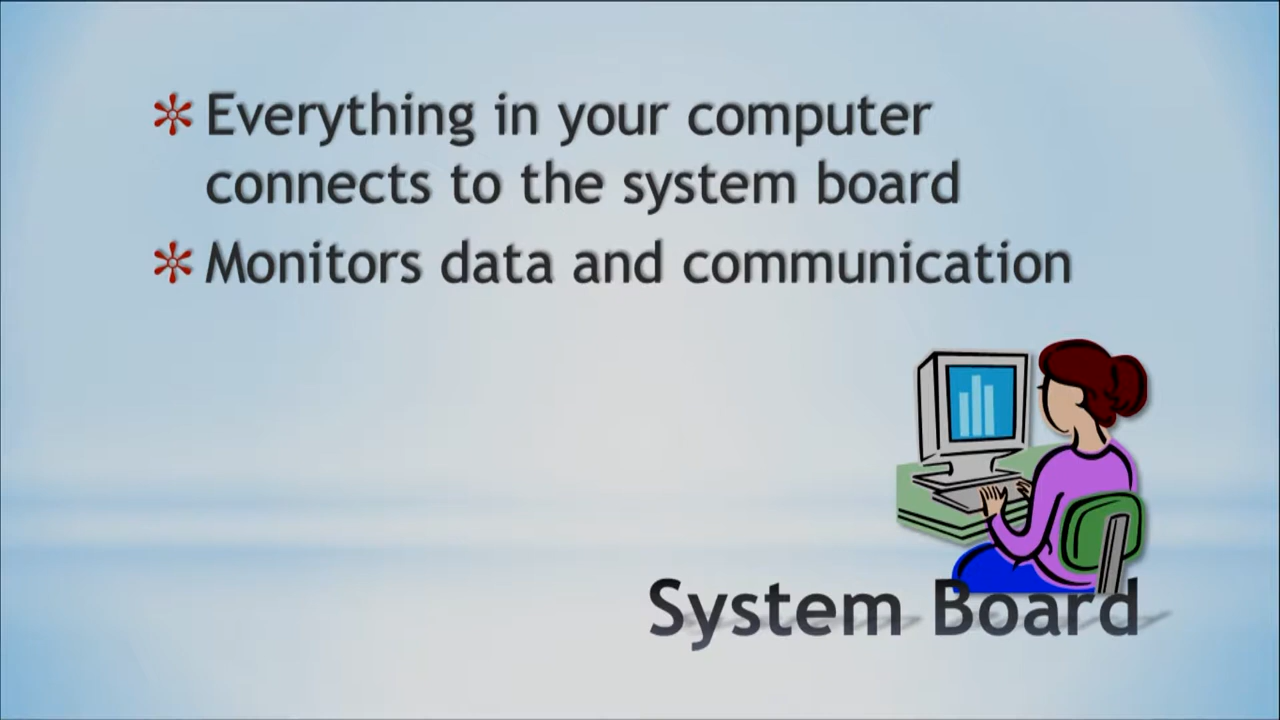 Everything in your computer
connects to the system board
Monitors data and communication
System Board